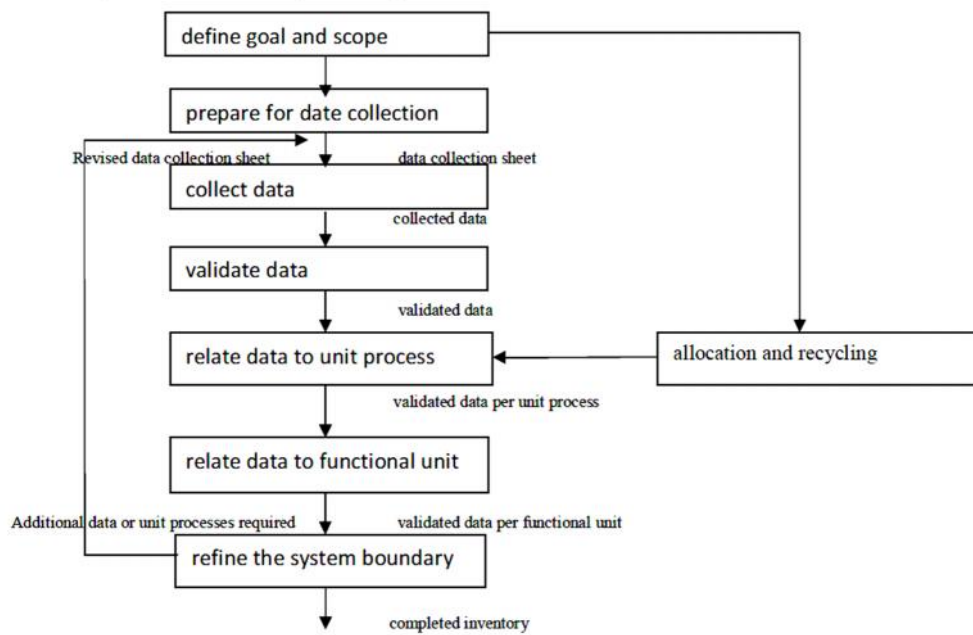 define goal and scope
prepare for date collection
Revised data collection sheet
data collection sheet
collect data
collected data
validate data
validated data
relate data to unit process
allocation and recycling
validated data per unit process
relate data to functional unit
Additional data or unit processes required
validated data per functional unit
refine the system boundary
completed inventory